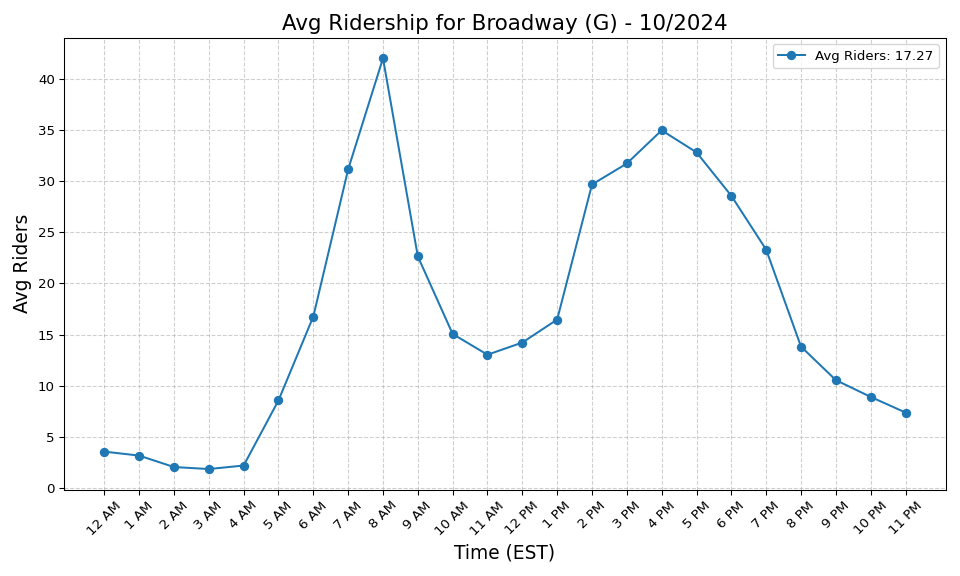 Avg Ridership for Broadway (G) - 10/2024
Avg Riders: 17.27
Avg Riders
40
35
30
25
20
15
10
5
0
12 AM
1 AM
2 AM
3 AM
4 AM
5 AM
6 AM
7 AM
8 AM
9 AM
10 AM
11 AM
12 PM
1 PM
2 PM
3 PM
4 PM
5 PM
6 PM
7 PM
8 PM
9 PM
10 PM
11 PM
Time (EST)